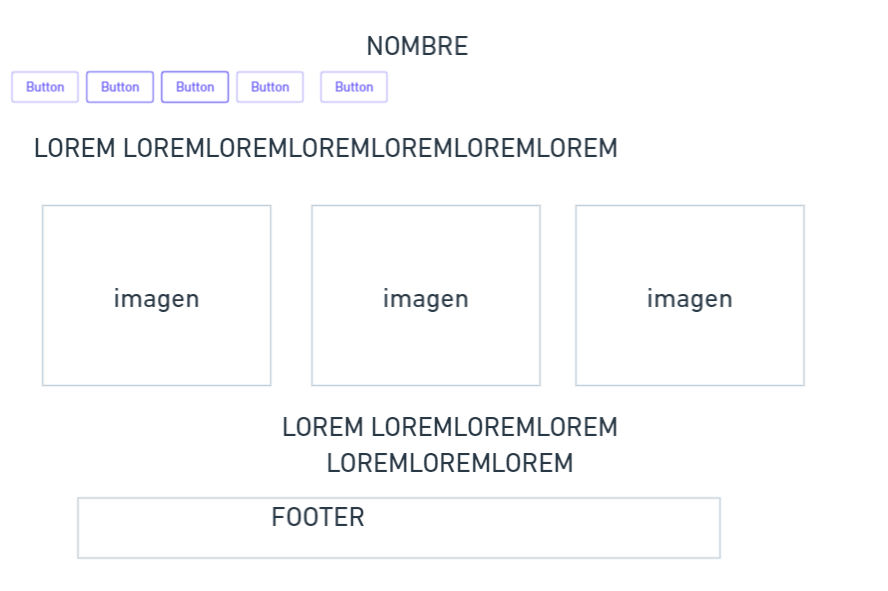 NOMBRE
Button Button Button Button Button
LOREM LOREMLOREMLOREMLOREMLOREMLOREM
imagen imagen imagen
LOREM LOREMLOREMLOREM
LOREMLOREMLOREM
FOOTER